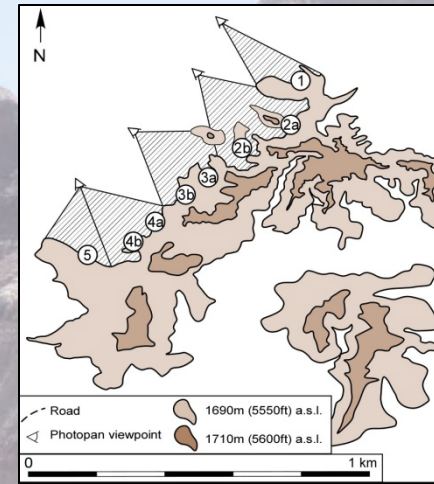 N
1
2a
2b
3a
3b
4a
4b
5
Road
1690m (5550ft) a.s.l.
Photopan viewpoint
1710m (5600ft) a.s.l.
0 1 km